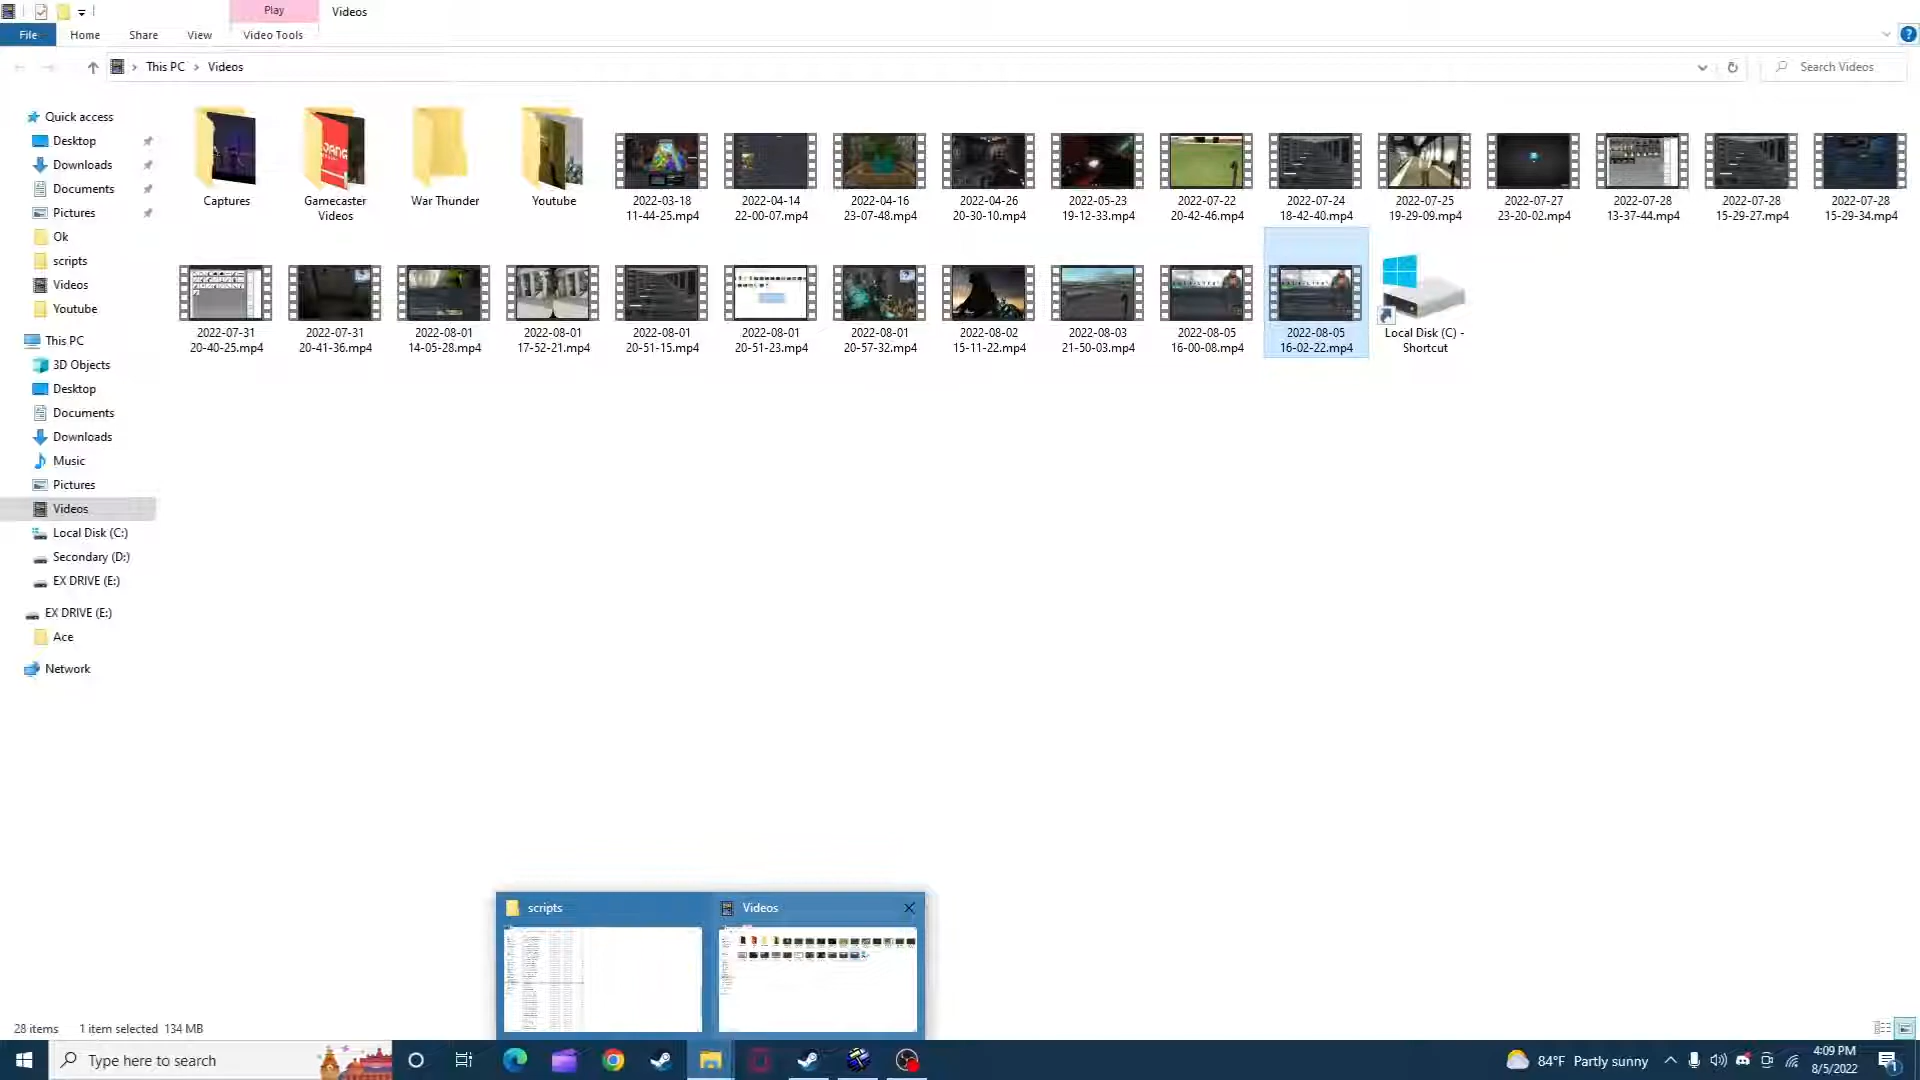 Play Videos
File Home Share View Video Tools
This PC Videos Search Videos
Quick access
Desktop
Downloads
Documents
Pictures
Ok
scripts
Videos
Youtube
This PC
3D Objects
Desktop
Documents
Downloads
Music
Pictures
Videos
Local Disk (C:)
Secondary (D:)
EX DRIVE (E:)
EX DRIVE (E:)
Ace
Network
Captures
Gamecaster
Videos
War Thunder
Youtube
2022-03-18
11-44-25.mp4
2022-04-14
22-00-07.mp4
2022-04-16
23-07-48.mp4
2022-04-26
20-30-10.mp4
2022-05-23
19-12-33.mp4
2022-07-22
20-42-46.mp4
2022-07-24
18-42-40.mp4
2022-07-25
19-29-09.mp4
2022-07-27
23-20-02.mp4
2022-07-28
13-37-44.mp4
2022-07-28
15-29-27.mp4
2022-07-28
15-29-34.mp4
2022-07-31
20-40-25.mp4
2022-07-31
20-41-36.mp4
2022-08-01
14-05-28.mp4
2022-08-01
17-52-21.mp4
2022-08-01
20-51-15.mp4
2022-08-01
20-51-23.mp4
2022-08-01
20-57-32.mp4
2022-08-02
15-11-22.mp4
2022-08-03
21-50-03.mp4
2022-08-05
16-00-08.mp4
2022-08-05
16-02-22.mp4
Local Disk (C) -
Shortcut
scripts
Videos
28 items 1 item selected 134 MB
Type here to search
84°F Partly sunny
4:09 PM
8/5/2022
1